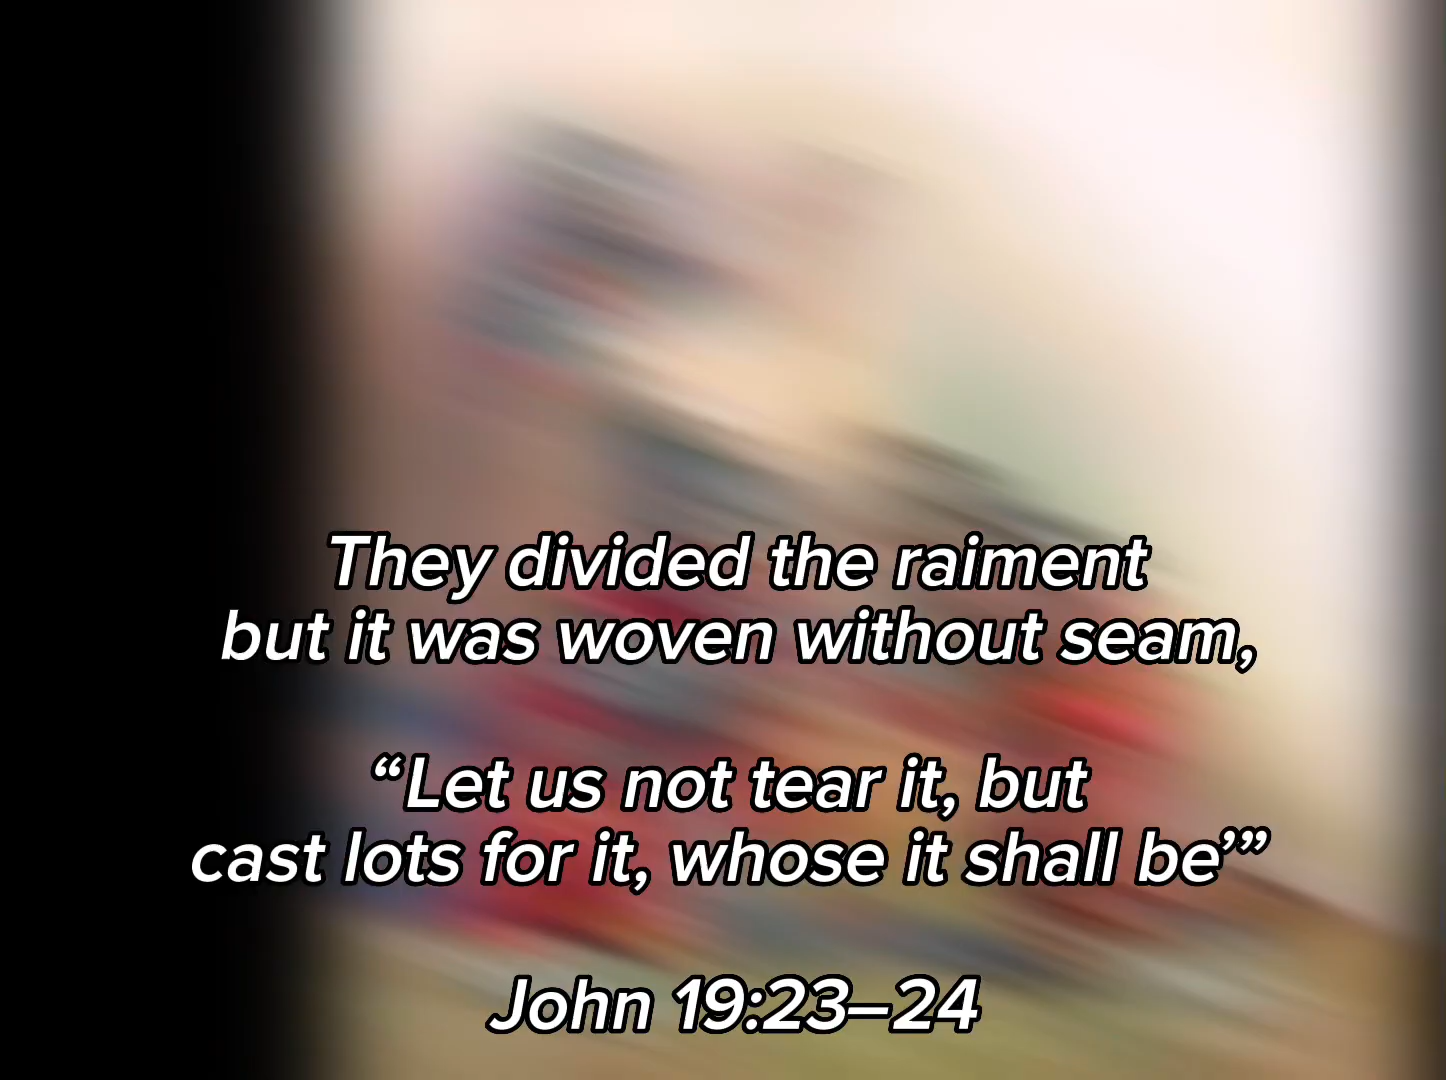 They divided the raiment
but it was woven without seam,
“Let us not tear it, but
cast lots for it, whose it shall be’”
John 19:23–24